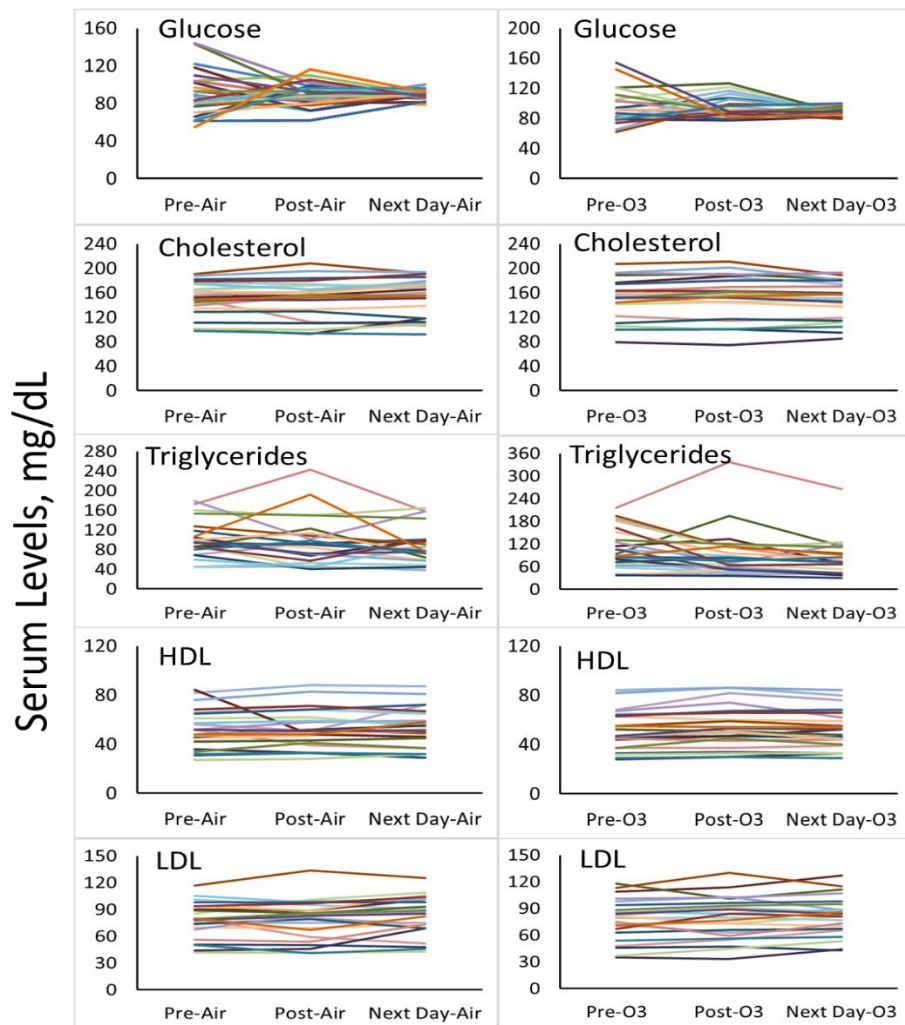 Serum Levels, mg/dL
Glucose
160
120
80
40
0
Pre-Air Post-Air Next Day-Air
Glucose
200
160
120
80
40
0
Pre-O3 Post-O3 Next Day-O3
Cholesterol
240
200
160
120
80
40
0
Pre-Air Post-Air Next Day-Air
Cholesterol
240
200
160
120
80
40
0
Pre-O3 Post-O3 Next Day-O3
Triglycerides
280
240
200
160
120
80
40
0
Pre-Air Post-Air Next Day-Air
Triglycerides
360
300
240
180
120
60
0
Pre-O3 Post-O3 Next Day-O3
HDL
120
80
40
0
Pre-Air Post-Air Next Day-Air
HDL
120
80
40
0
Pre-O3 Post-O3 Next Day-O3
LDL
150
120
90
60
30
0
Pre-Air Post-Air Next Day-Air
LDL
150
120
90
60
30
0
Pre-O3 Post-O3 Next Day-O3